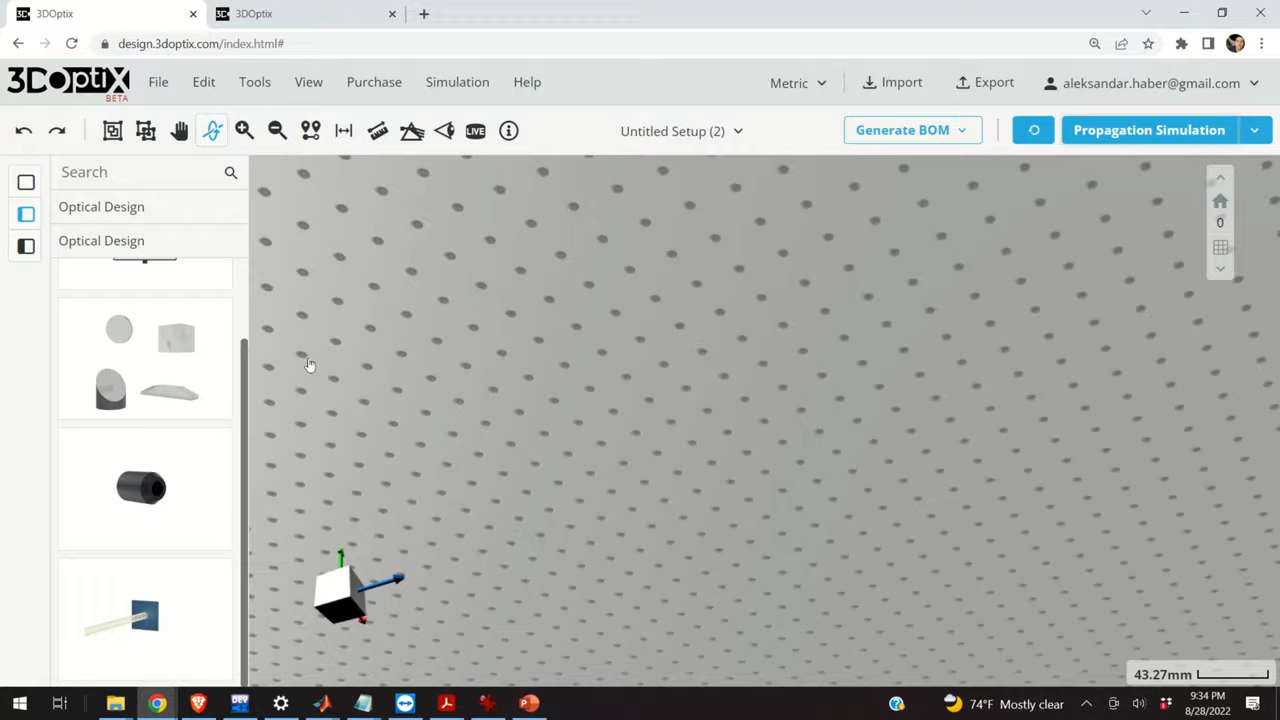 3DOptix
3DOptix
design.3doptix.com/index.html#
3DOptiX
BETA
File
Edit
Tools
View
Purchase
Simulation
Help
Metric
Import
Export
aleksandar.haber@gmail.com
LIVE
Untitled Setup (2)
Generate BOM
Propagation Simulation
Search
Optical Design
Optical Design
0
43.27mm
DEV
74°F Mostly clear
9:34 PM
8/28/2022